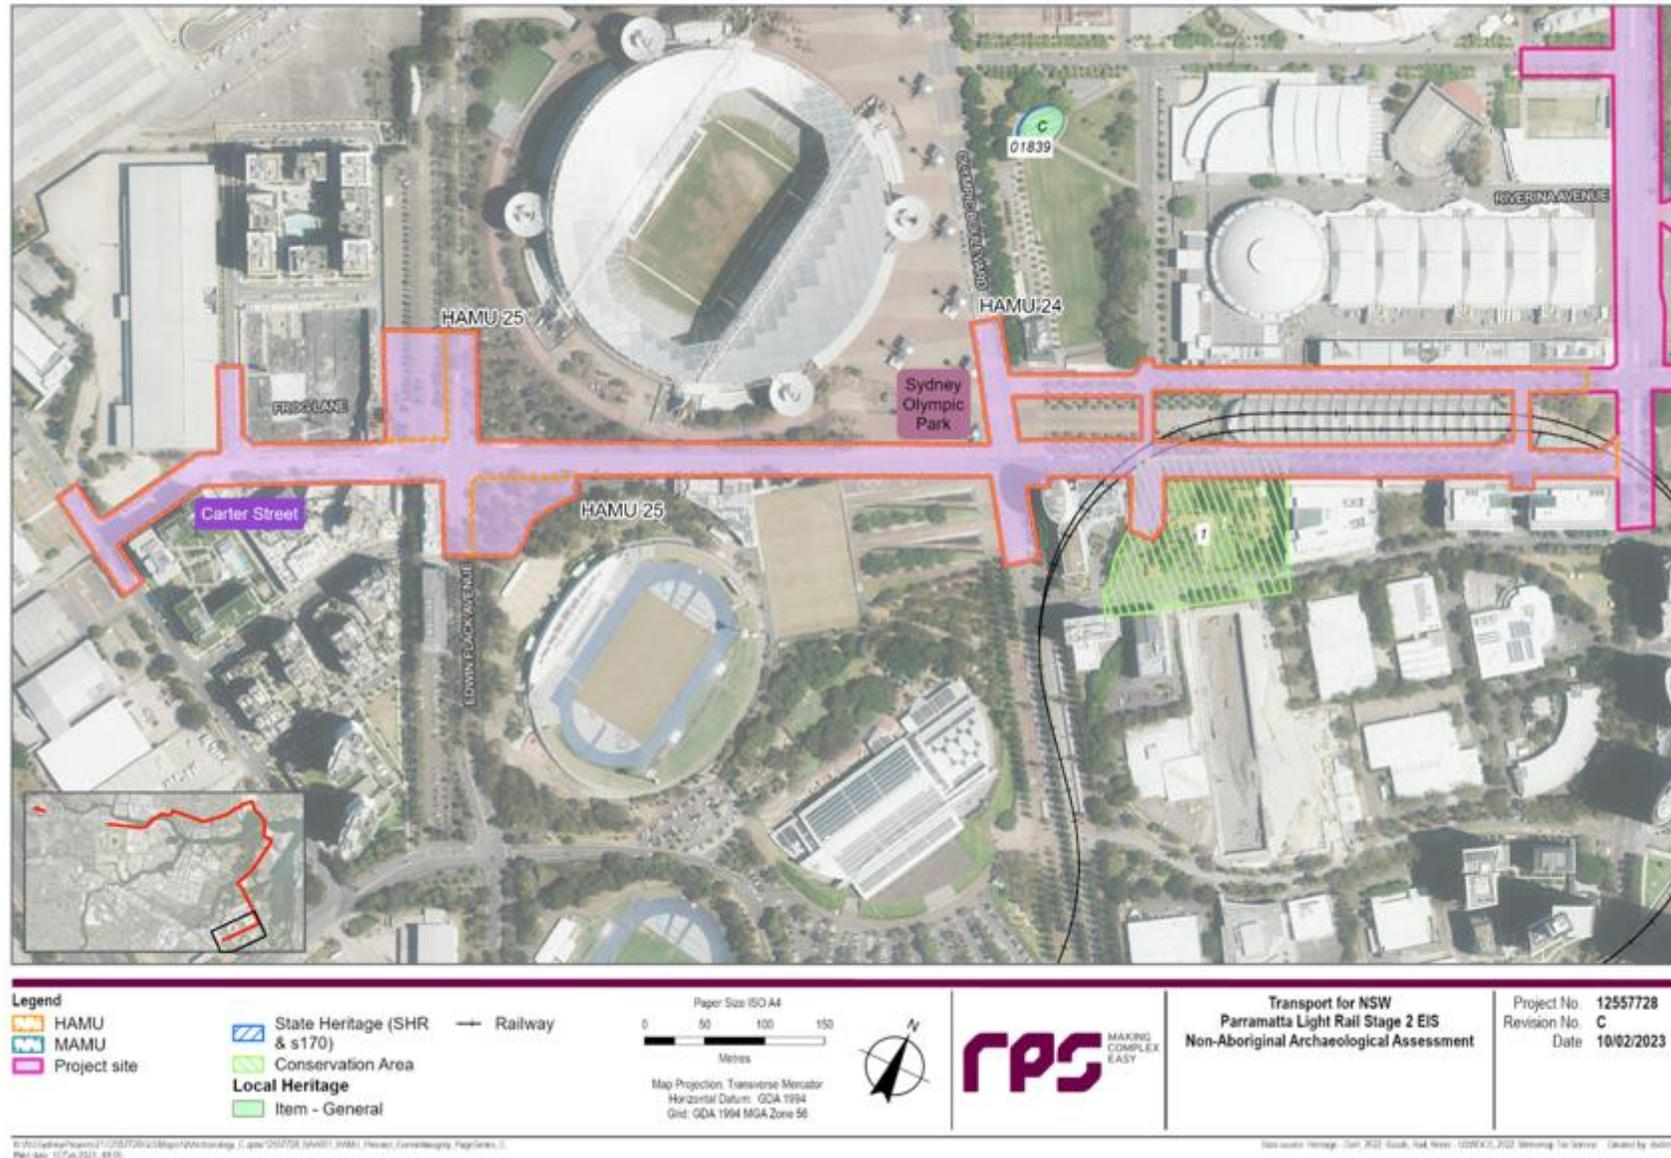 C
01839
OLYMPIC BOULEVARD
RIVERINA AVENUE
HAMU 25
HAMU 24
Sydney
Olympic
Park
FROG LANE
Carter Street
HAMU 25
1
EDWIN FLACK AVENUE
Legend
HAMU
MAMU
Project site
State Heritage (SHR
& s170)
Conservation Area
Local Heritage
Item - General
Railway
Paper Size ISO A4
0 50 100 150
Metres
Map Projection: Transverse Mercator
Horizontal Datum: GDA 1994
Grid: GDA 1994 MGA Zone 56
N
rps
MAKING
COMPLEX
EASY
Transport for NSW
Parramatta Light Rail Stage 2 EIS
Non-Aboriginal Archaeological Assessment
Project No. 12557728
Revision No. C
Date 10/02/2023